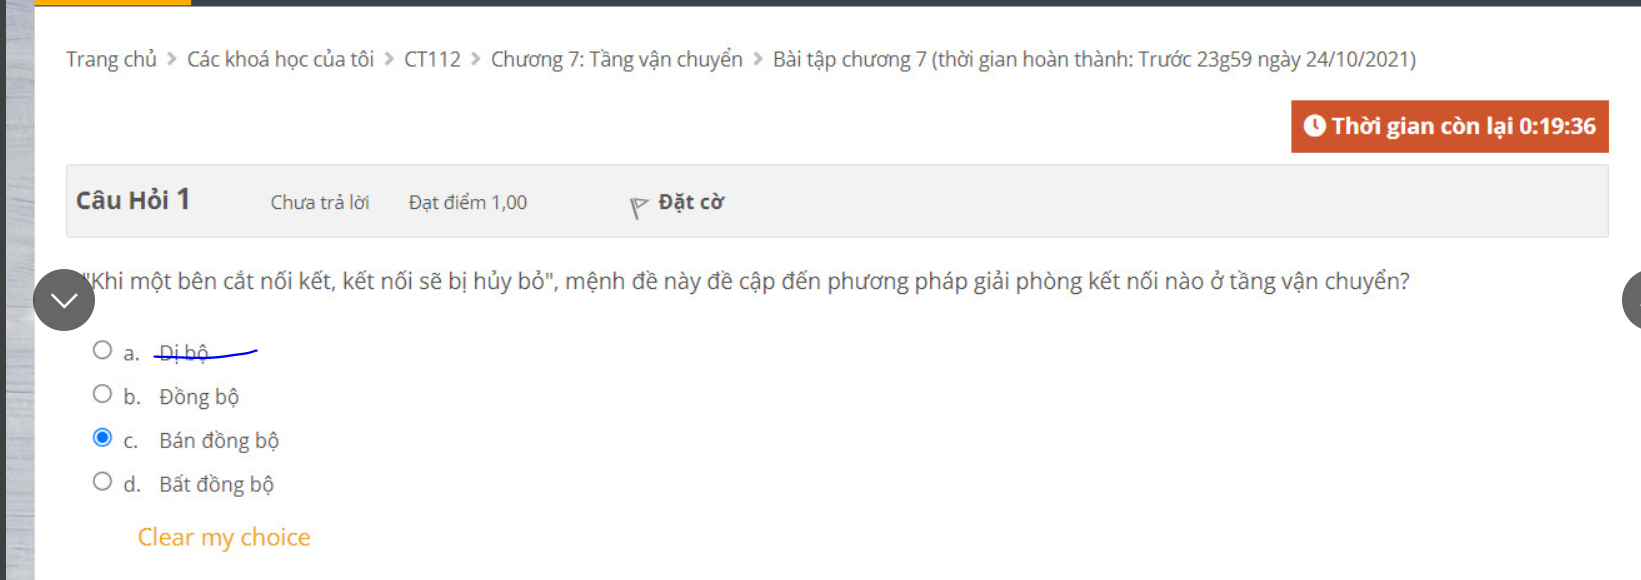 Trang chủ > Các khoá học của tôi > CT112 > Chương 7: Tầng vận chuyển > Bài tập chương 7 (thời gian hoàn thành: Trước 23g59 ngày 24/10/2021)
Thời gian còn lại 0:19:36
Câu Hỏi 1 Chưa trả lời Đạt điểm 1,00 Đặt cờ
"Khi một bên cắt nối kết, kết nối sẽ bị hủy bỏ", mệnh đề này đề cập đến phương pháp giải phòng kết nối nào ở tầng vận chuyển?
a. Dị bộ
b. Đồng bộ
c. Bán đồng bộ
d. Bất đồng bộ
Clear my choice